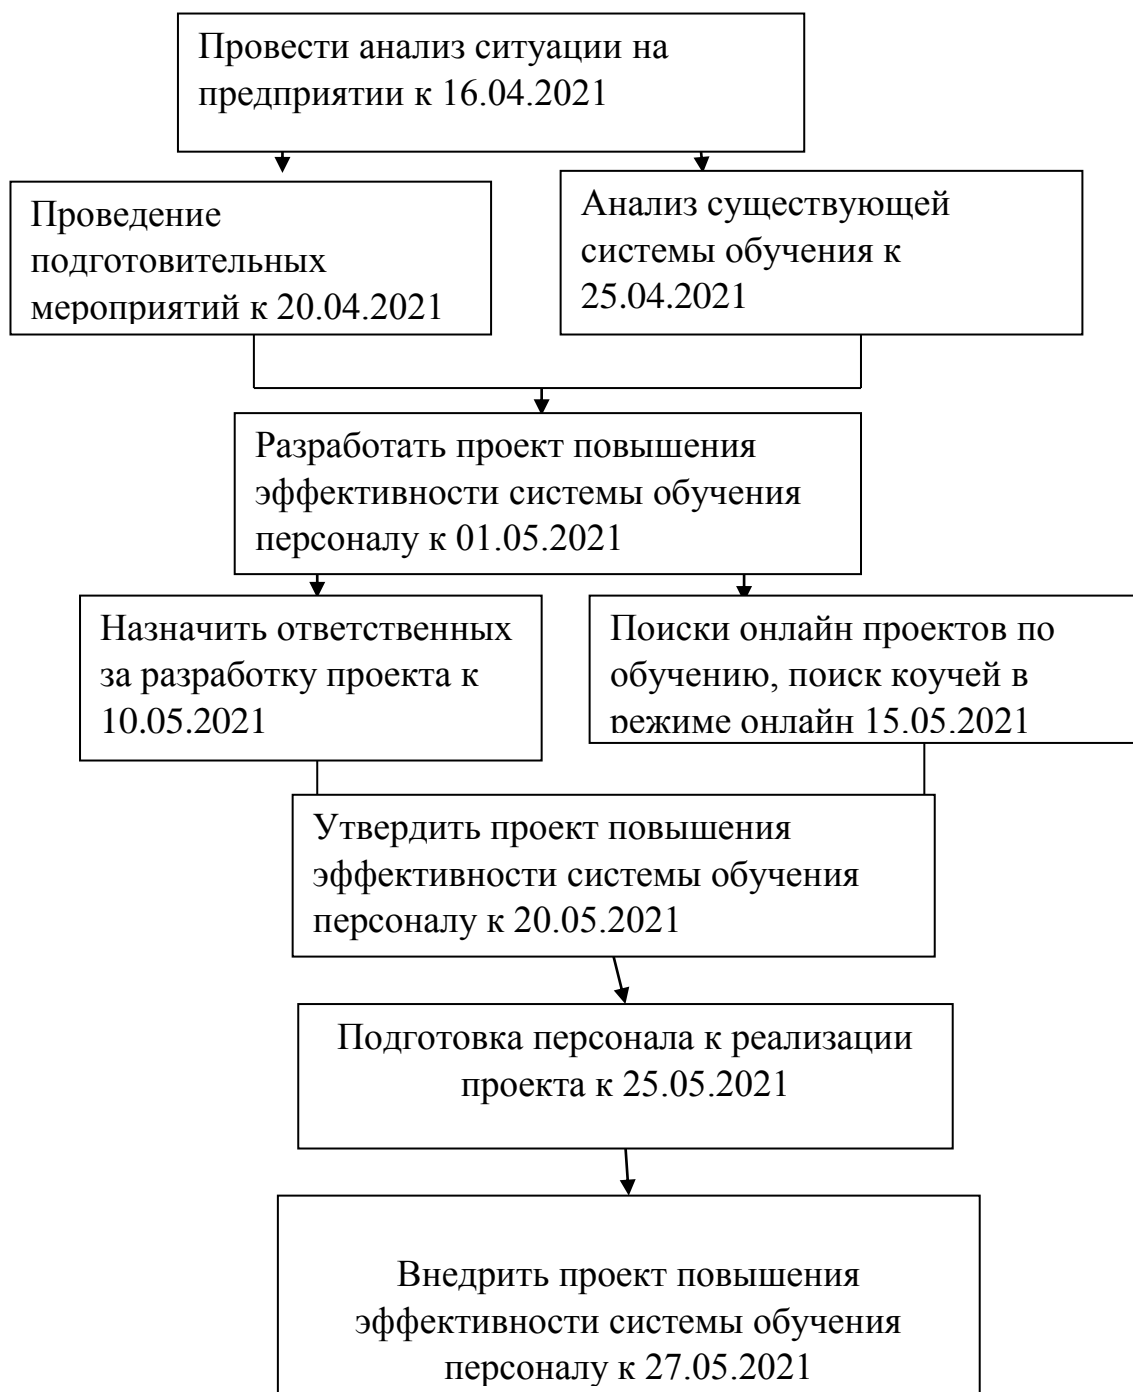 Провести анализ ситуации на
предприятии к 16.04.2021
Проведение
подготовительных
мероприятий к 20.04.2021
Анализ существующей
системы обучения к
25.04.2021
Разработать проект повышения
эффективности системы обучения
персоналу к 01.05.2021
Назначить ответственных
за разработку проекта к
10.05.2021
Поиски онлайн проектов по
обучению, поиск коучей в
режиме онлайн 15.05.2021
Утвердить проект повышения
эффективности системы обучения
персоналу к 20.05.2021
Подготовка персонала к реализации
проекта к 25.05.2021
Внедрить проект повышения
эффективности системы обучения
персоналу к 27.05.2021